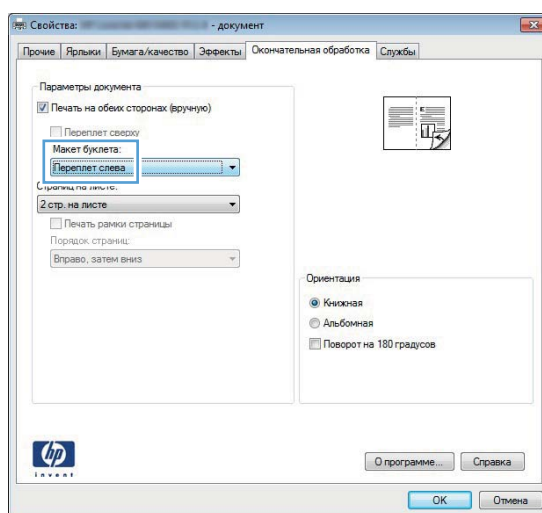 Свойства: - документ
Прочие Ярлыки Бумага/качество Эффекты Окончательная обработка Службы
Параметры документа
Печать на обеих сторонах (вручную)
Переплет сверху
Макет буклета:
Переплет слева
Страниц на листе:
2 стр. на листе
Печать рамки страницы
Порядок страниц:
Вправо, затем вниз
Ориентация
Книжная
Альбомная
Поворот на 180 градусов
hp
invent
О программе... Справка
OK Отмена